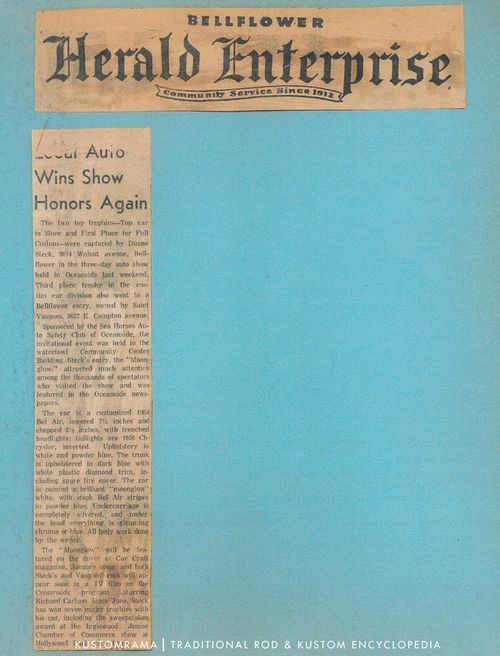 BELLFLOWER
Herald Enterprise
Community Service Since 1912
Local Auto
Wins Show
Honors Again
The two top trophies—Top car
in Show and First Place for Full
Custom—were captured by Duane
Steck, 9614 Walnut avenue, Bell-
flower in the three-day auto show
held in Oceanside last weekend.
Third place trophy in the cus-
tim car division also went to a
Bellflower entry, owned by Saint
Vasques, 9627 E. Compton avenue.
Sponsored by the Sea Horses Au-
to Safety Club of Oceanside, the
invitational event was held in the
waterfowl Community Center
Building. Steck's entry, the "Moon-
glow," attracted much attention
among the thousands of spectators
who visited the show and was
featured in the Oceanside news-
papers.
The car is a customized 1954
Bel Air, lowered 7½ inches and
chopped 3½ inches, with frenched
headlights; taillights are 1956 Ch-
rysler, inverted. Upholstery is
white and powder blue. The trunk
is upholstered in dark blue with
white plastic diamond trim, in-
cluding spare tire cover. The car
is painted a brilliant "moonglow"
white, with stock Bel Air stripes
in powder blue. Undercarriage is
completely silvered, and under
the hood everything is gleaming
chrome or blue. All body work done
by the owner.
The "Moonglow" will be fea-
tured on the cover of Car Craft
magazine, January issue, and both
Steck's and Vasques' cars will ap-
pear soon in a TV film on the
Crossroads program starring
Richard Carlson. Since June, Steck
has won seven major trophies with
his car, including the sweepstakes
award at the Inglewood Junior
Chamber of Commerce show at
Hollywood
KUSTOMRAMA | TRADITIONAL ROD & KUSTOM ENCYCLOPEDIA